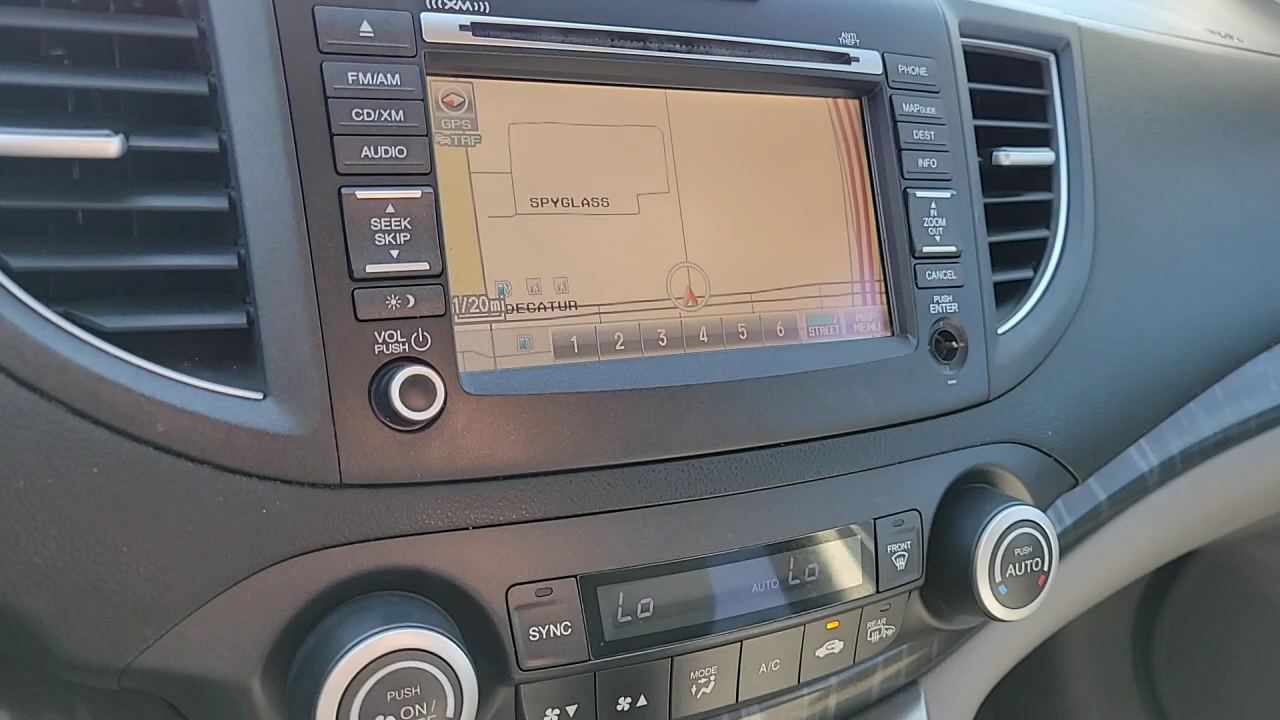 (((XM)))
ANTI
THEFT
FM/AM
CD/XM
AUDIO
SEEK
SKIP
VOL
PUSH
GPS
TRF
SPYGLASS
1/20mi
DECATUR
1 2 3 4 5 6
STREET
MAP
MENU
PHONE
MAP GUIDE
DEST
INFO
IN
ZOOM
OUT
CANCEL
PUSH
ENTER
SYNC
Lo
AUTO
Lo
FRONT
PUSH
AUTO
MODE
A/C
REAR
PUSH
ON/